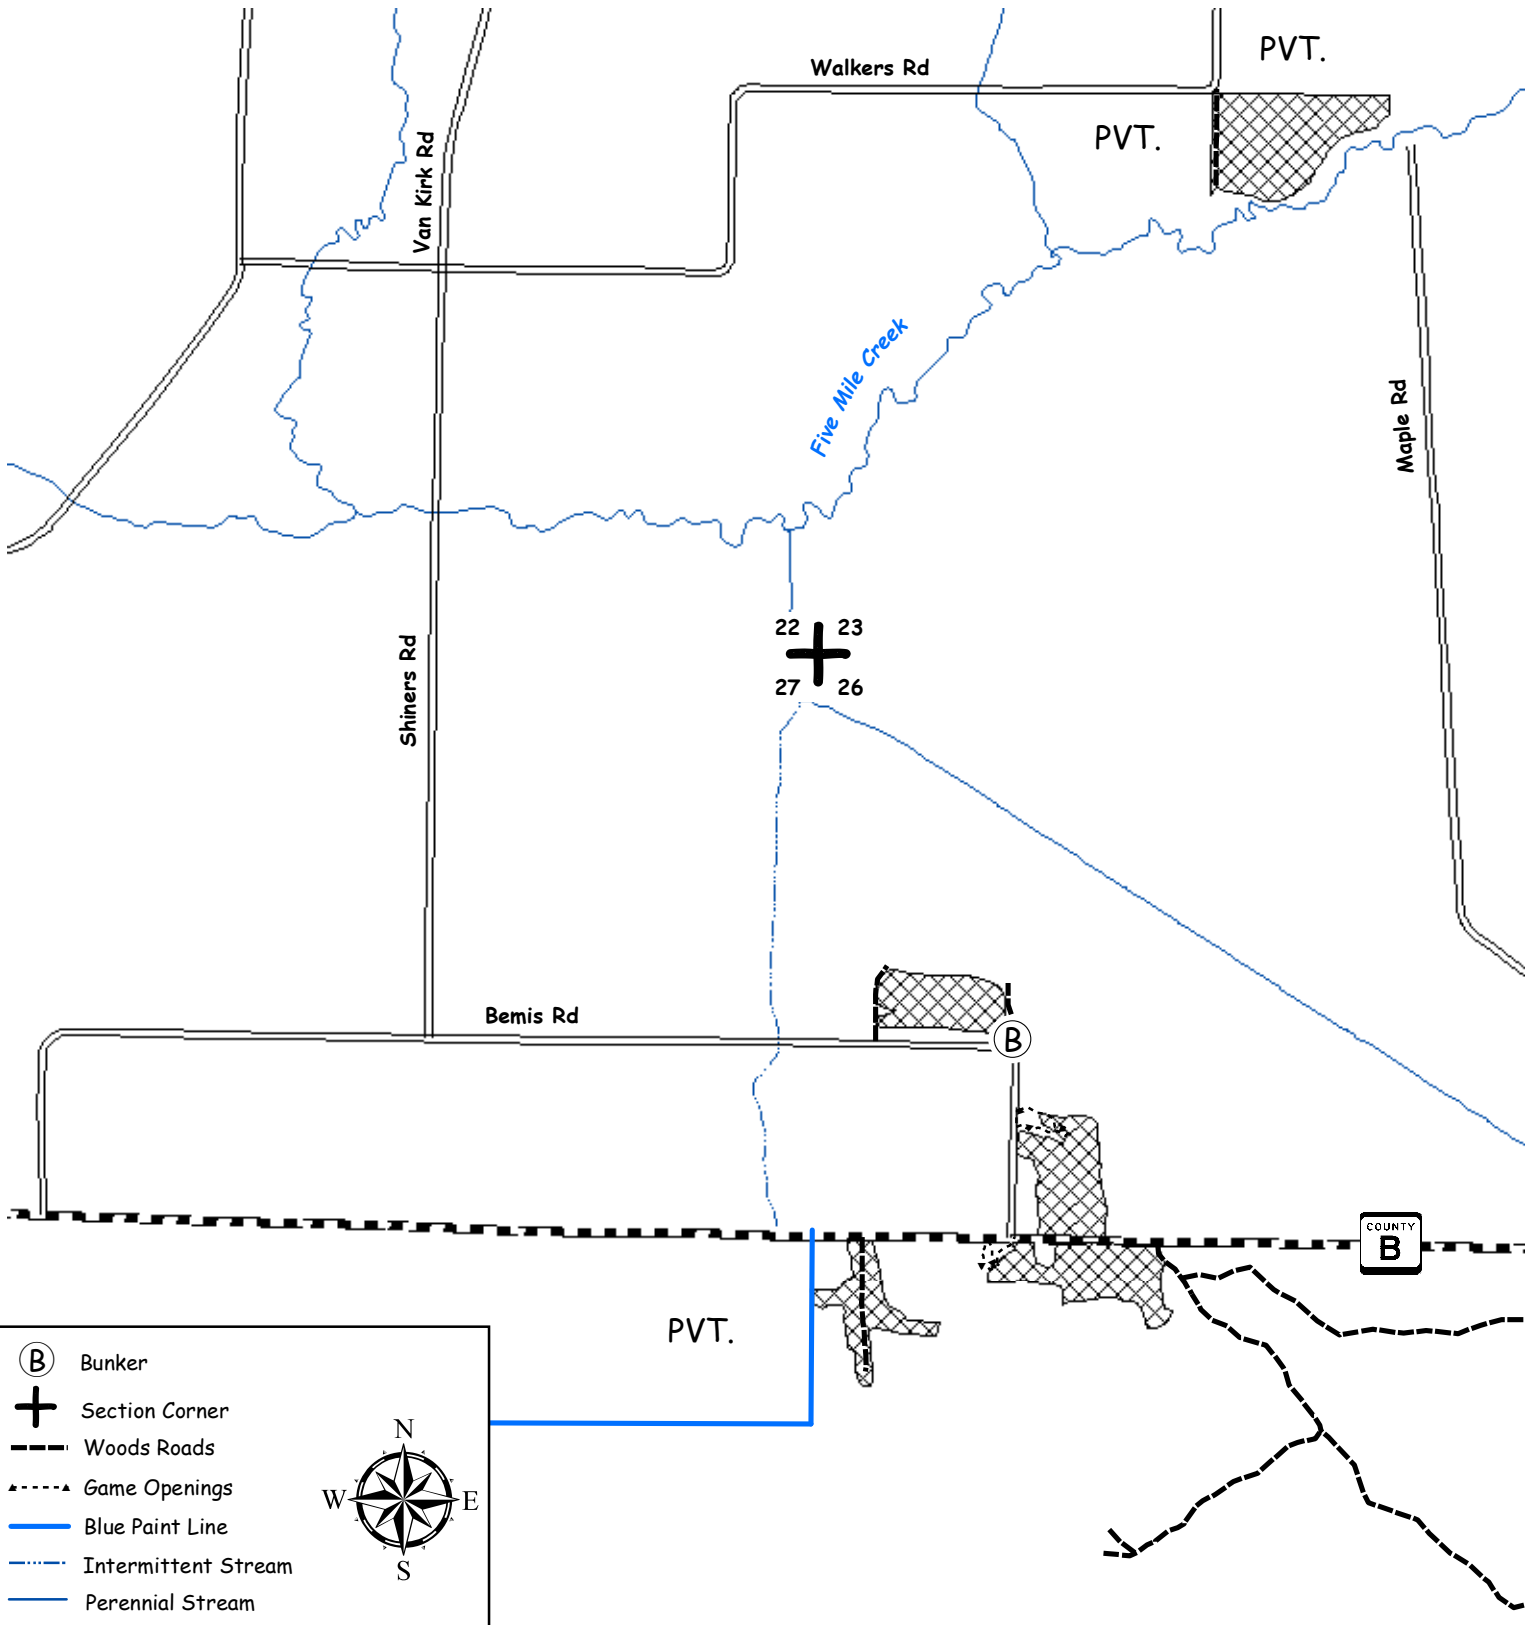 PVT.
Walkers Rd
PVT.
Van Kirk Rd
Five Mile Creek
Maple Rd
22 23
27 26
Shiners Rd
Bemis Rd
B
COUNTY
B
PVT.
B Bunker
Section Corner
Woods Roads
Game Openings
Blue Paint Line
Intermittent Stream
Perennial Stream
N
W E
S